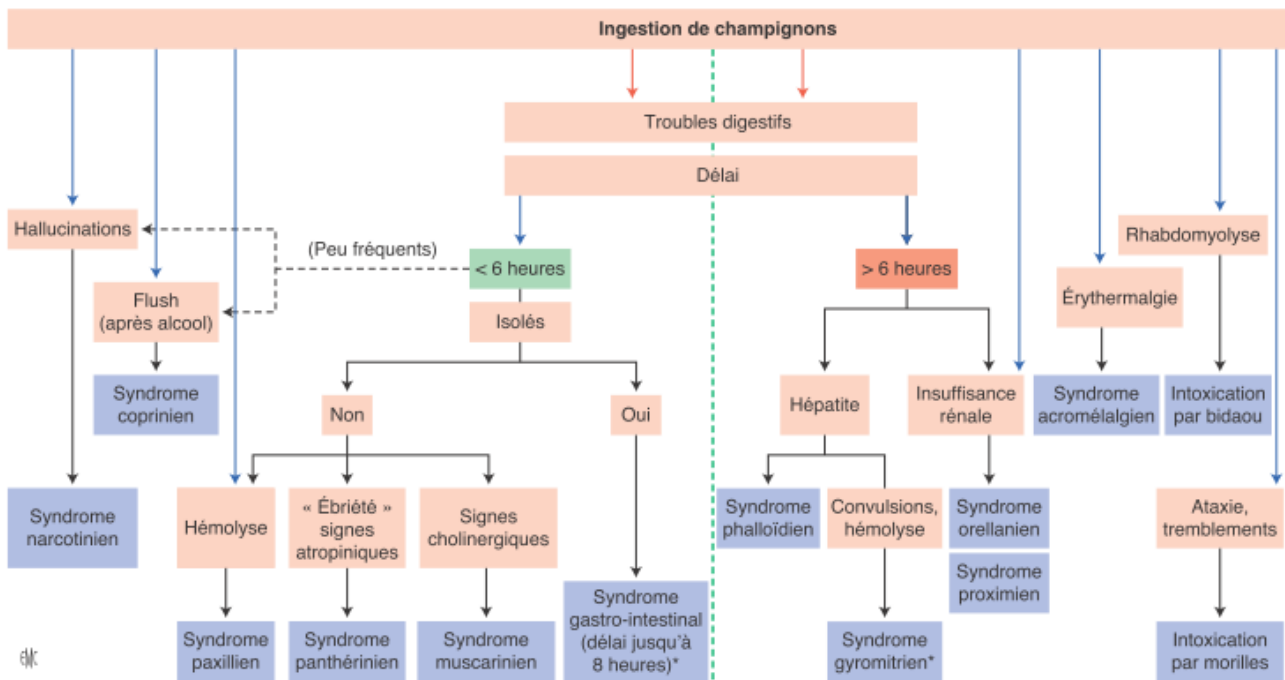 Ingestion de champignons
Troubles digestifs
Délai
Hallucinations
(Peu fréquents)
< 6 heures
> 6 heures
Rhabdomyolyse
Flush
(après alcool)
Isolés
Érythermalgie
Syndrome
coprinien
Non
Oui
Hépatite
Insuffisance
rénale
Syndrome
acromélalgien
Intoxication
par bidaou
Syndrome
narcotinien
Hémolyse
« Ébriété »
signes
atropiniques
Signes
cholinergiques
Syndrome
phalloïdien
Convulsions,
hémolyse
Syndrome
orellanien
Syndrome
proximien
Ataxie,
tremblements
Syndrome
paxillien
Syndrome
panthérinien
Syndrome
muscarinien
Syndrome
gastro-intestinal
(délai jusqu'à
8 heures)*
Syndrome
gyromitrien*
Intoxication
par morilles
EMC